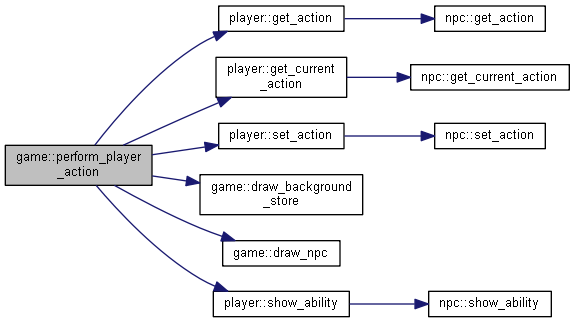 player::get_action
npc::get_action
player::get_current
_action
npc::get_current_action
player::set_action
npc::set_action
game::perform_player
_action
game::draw_background
_store
game::draw_npc
player::show_ability
npc::show_ability